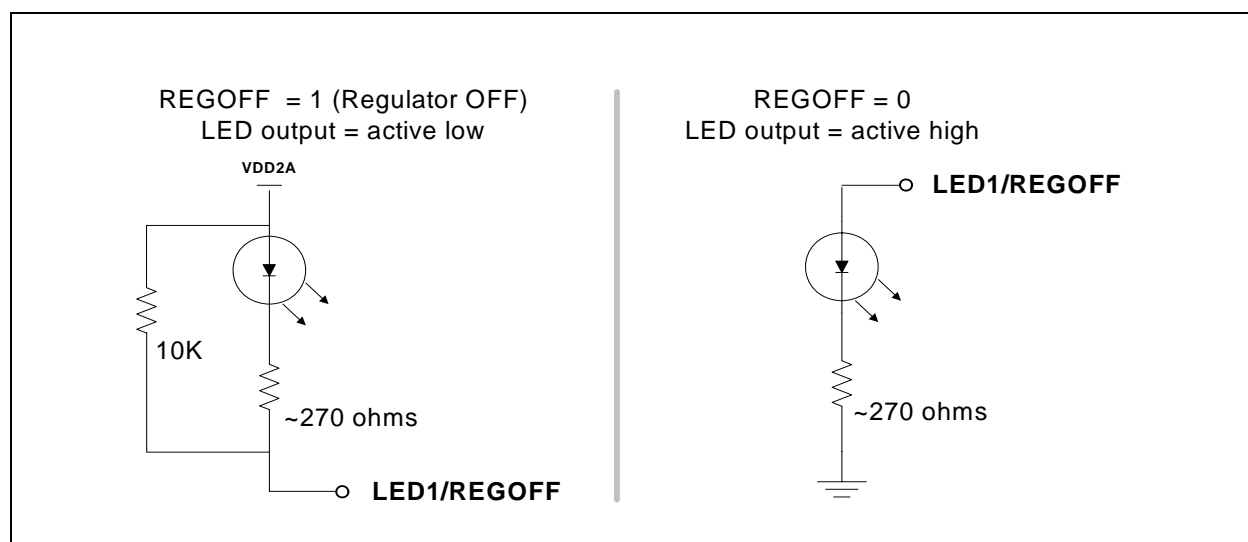 REGOFF = 1 (Regulator OFF)
LED output = active low
VDD2A
10K
~270 ohms
LED1/REGOFF
REGOFF = 0
LED output = active high
LED1/REGOFF
~270 ohms